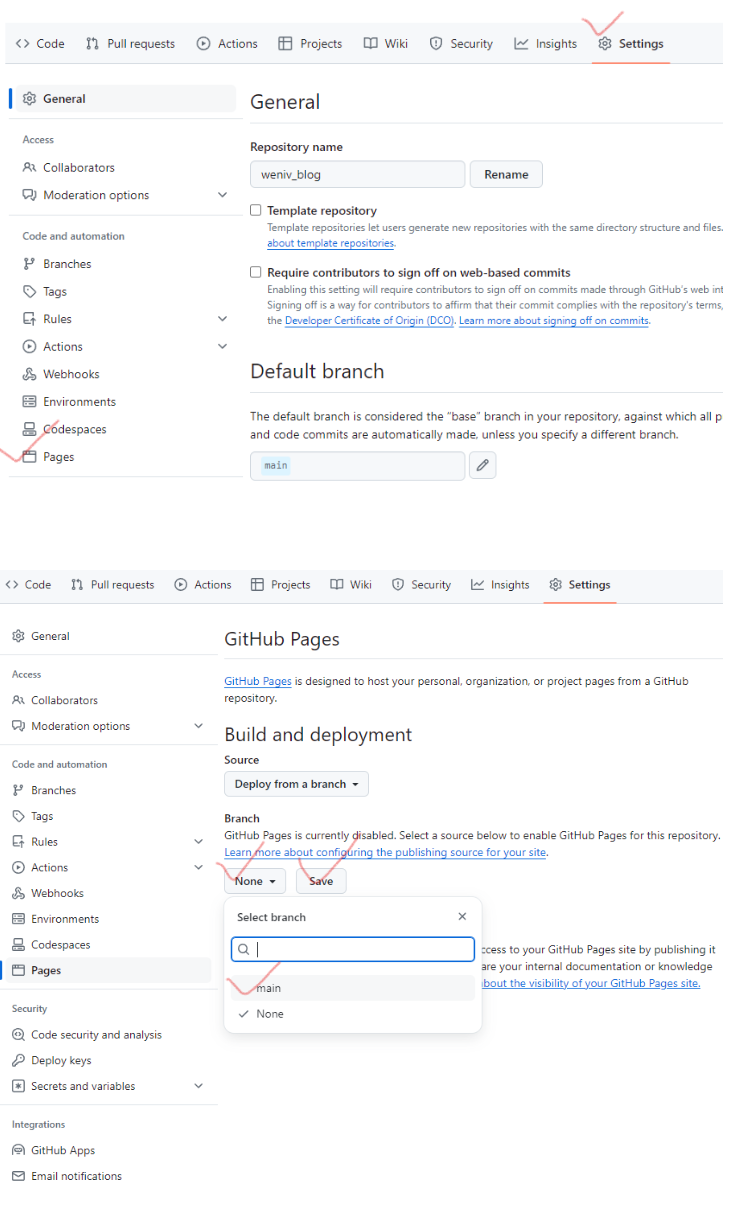 Code Pull requests Actions Projects Wiki Security Insights Settings
General
Access
Collaborators
Moderation options
Code and automation
Branches
Tags
Rules
Actions
Webhooks
Environments
Codespaces
Pages
General
Repository name
weniv_blog Rename
Template repository
Template repositories let users generate new repositories with the same directory structure and files.
about template repositories.
Require contributors to sign off on web-based commits
Enabling this setting will require contributors to sign off on commits made through GitHub's web int
Signing off is a way for contributors to affirm that their commit complies with the repository's terms,
the Developer Certificate of Origin (DCO). Learn more about signing off on commits.
Default branch
The default branch is considered the "base" branch in your repository, against which all p
and code commits are automatically made, unless you specify a different branch.
main
Code Pull requests Actions Projects Wiki Security Insights Settings
General
Access
Collaborators
Moderation options
Code and automation
Branches
Tags
Rules
Actions
Webhooks
Environments
Codespaces
Pages
Security
Code security and analysis
Deploy keys
Secrets and variables
Integrations
GitHub Apps
Email notifications
GitHub Pages
GitHub Pages is designed to host your personal, organization, or project pages from a GitHub
repository.
Build and deployment
Source
Deploy from a branch
Branch
GitHub Pages is currently disabled. Select a source below to enable GitHub Pages for this repository.
Learn more about configuring the publishing source for your site.
None Save
Select branch
main
None
ccess to your GitHub Pages site by publishing it
are your internal documentation or knowledge
about the visibility of your GitHub Pages site.